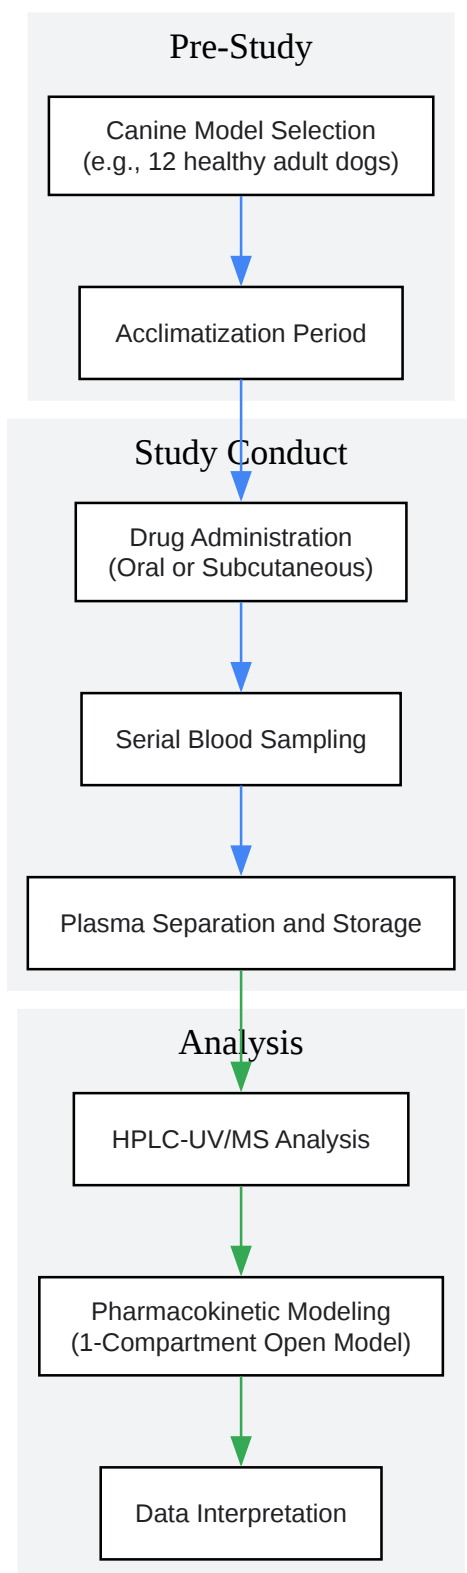 Pre-Study
Canine Model Selection
(e.g., 12 healthy adult dogs)
Acclimatization Period
Study Conduct
Drug Administration
(Oral or Subcutaneous)
Serial Blood Sampling
Plasma Separation and Storage
Analysis
HPLC-UV/MS Analysis
Pharmacokinetic Modeling
(1-Compartment Open Model)
Data Interpretation